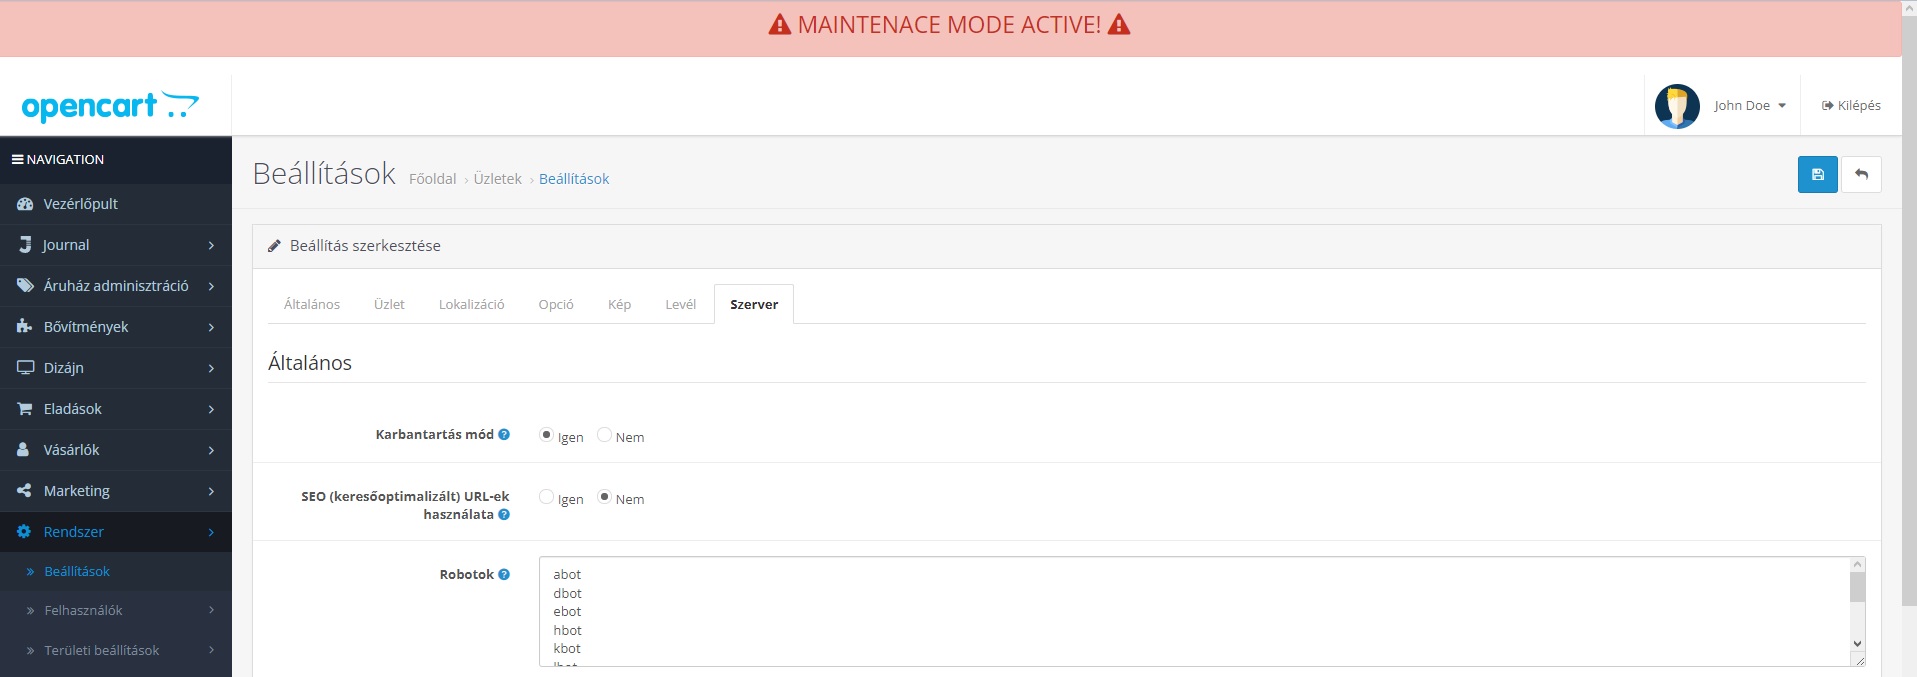 MAINTENACE MODE ACTIVE!
opencart
John Doe
Kilépés
NAVIGATION
Vezérlőpult
Journal
Áruház adminisztráció
Bővítmények
Dizájn
Eladások
Vásárlók
Marketing
Rendszer
Beállítások
Felhasználók
Területi beállítások
Beállítások
Főoldal › Üzletek › Beállítások
Beállítás szerkesztése
Általános Üzlet Lokalizáció Opció Kép Levél Szerver
Általános
Karbantartás mód Igen Nem
SEO (keresőoptimalizált) URL-ek
használata Igen Nem
Robotok
abot
dbot
ebot
hbot
kbot